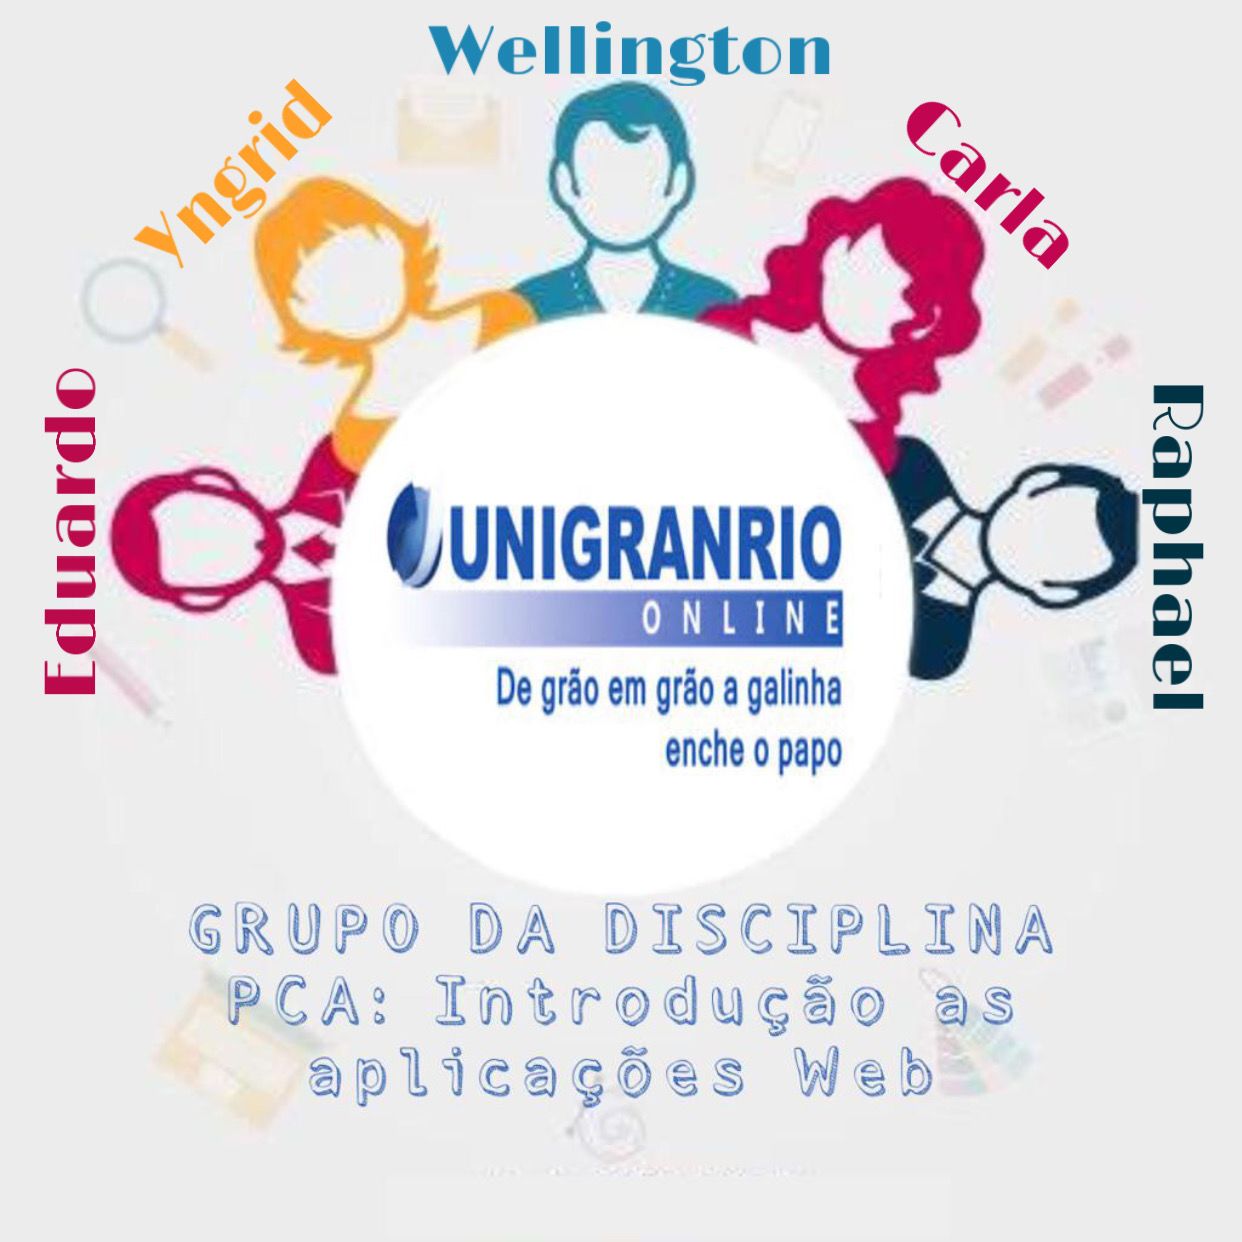 Wellington
Yngrid
Carla
Eduardo
Raphael
UNIGRANRIO
ONLINE
De grão em grão a galinha
enche o papo
GRUPO DA DISCIPLINA
PCA: Introdução as
aplicações Web